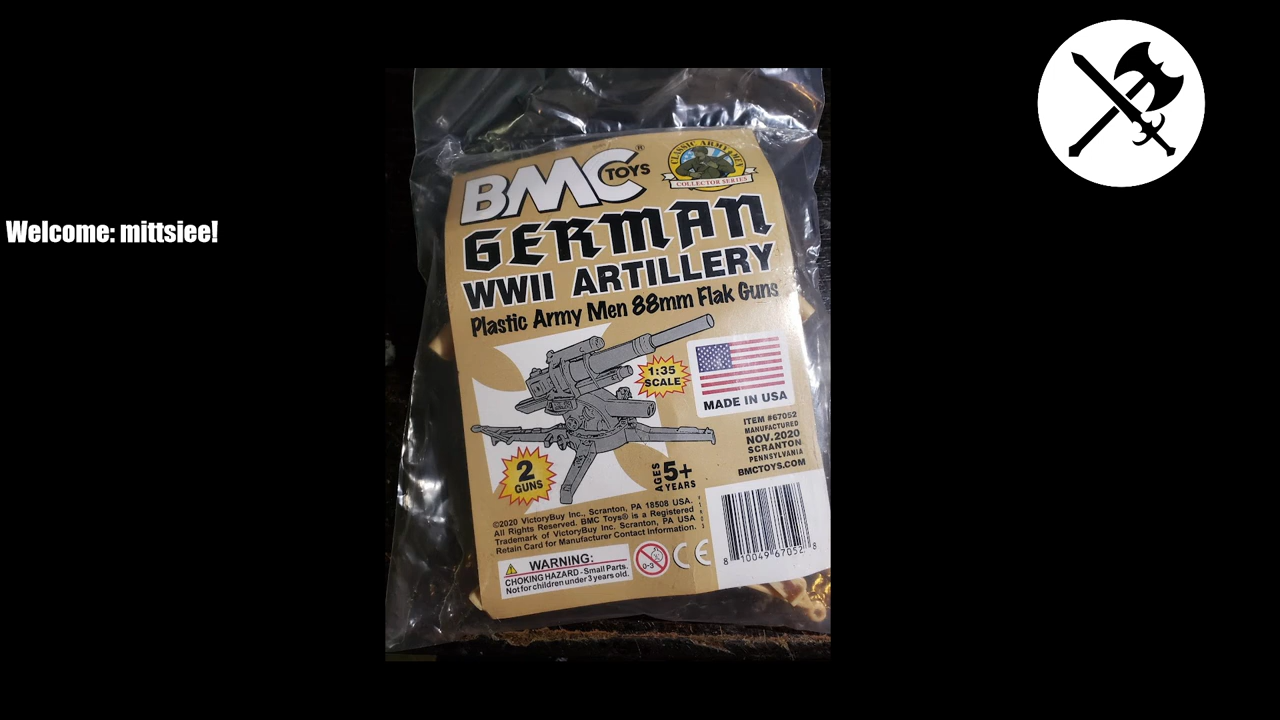 Welcome: mittsiee!
BMC TOYS®
CLASSIC ARMY MEN
COLLECTOR SERIES
GERMAN
WWII ARTILLERY
Plastic Army Men 88mm Flak Guns
1:35
SCALE
MADE IN USA
ITEM #67052
MANUFACTURED
NOV.2020
SCRANTON
PENNSYLVANIA
BMCTOYS.COM
2
GUNS
AGES 5+
YEARS
©2020 VictoryBuy Inc., Scranton, PA 18508 USA.
All Rights Reserved. BMC Toys® is a Registered
Trademark of VictoryBuy Inc. Scranton, PA USA
Retain Card for Manufacturer Contact Information.
WARNING:
CHOKING HAZARD - Small Parts.
Not for children under 3 years old.
0-3
CE
8 10049 67052 8